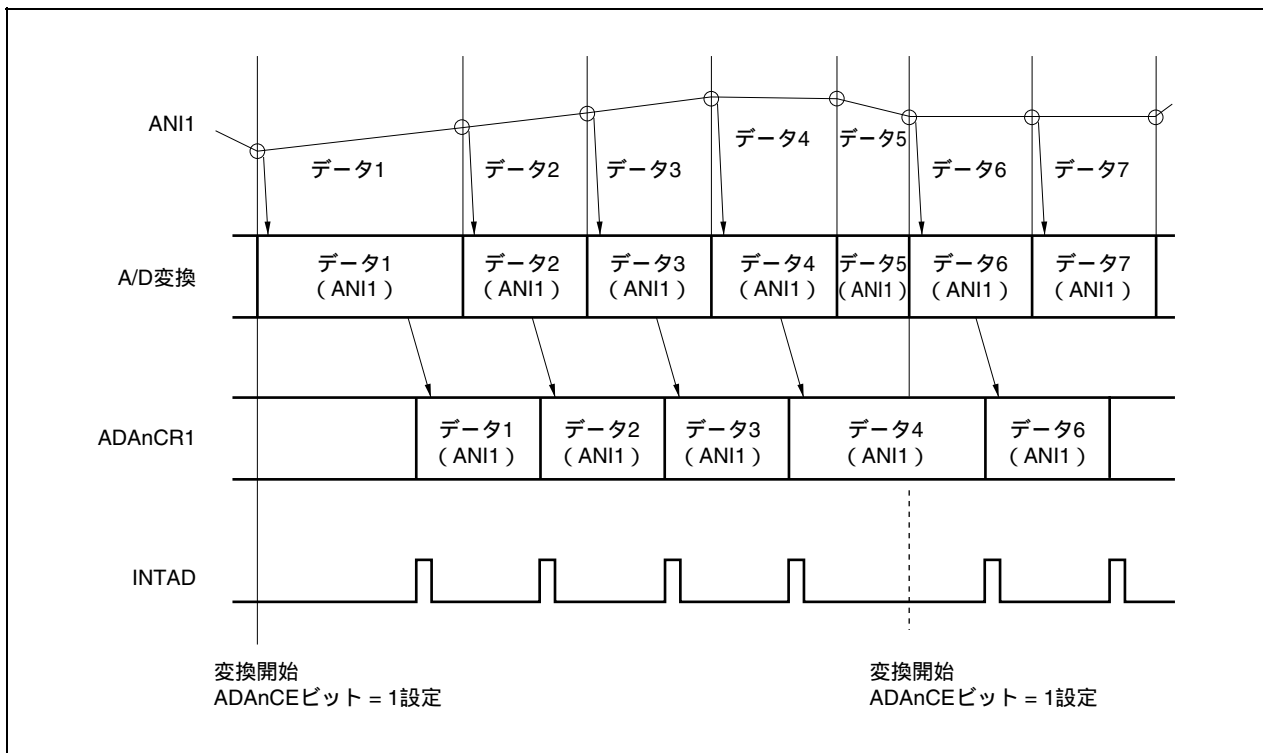 ANI1
データ1
データ2
データ3
データ4
データ5
データ6
データ7
A/D変換
データ1
（ANI1）
データ2
（ANI1）
データ3
（ANI1）
データ4
（ANI1）
データ5
（ANI1）
データ6
（ANI1）
データ7
（ANI1）
ADAnCR1
データ1
（ANI1）
データ2
（ANI1）
データ3
（ANI1）
データ4
（ANI1）
データ6
（ANI1）
INTAD
変換開始
ADAnCEビット = 1設定
変換開始
ADAnCEビット = 1設定